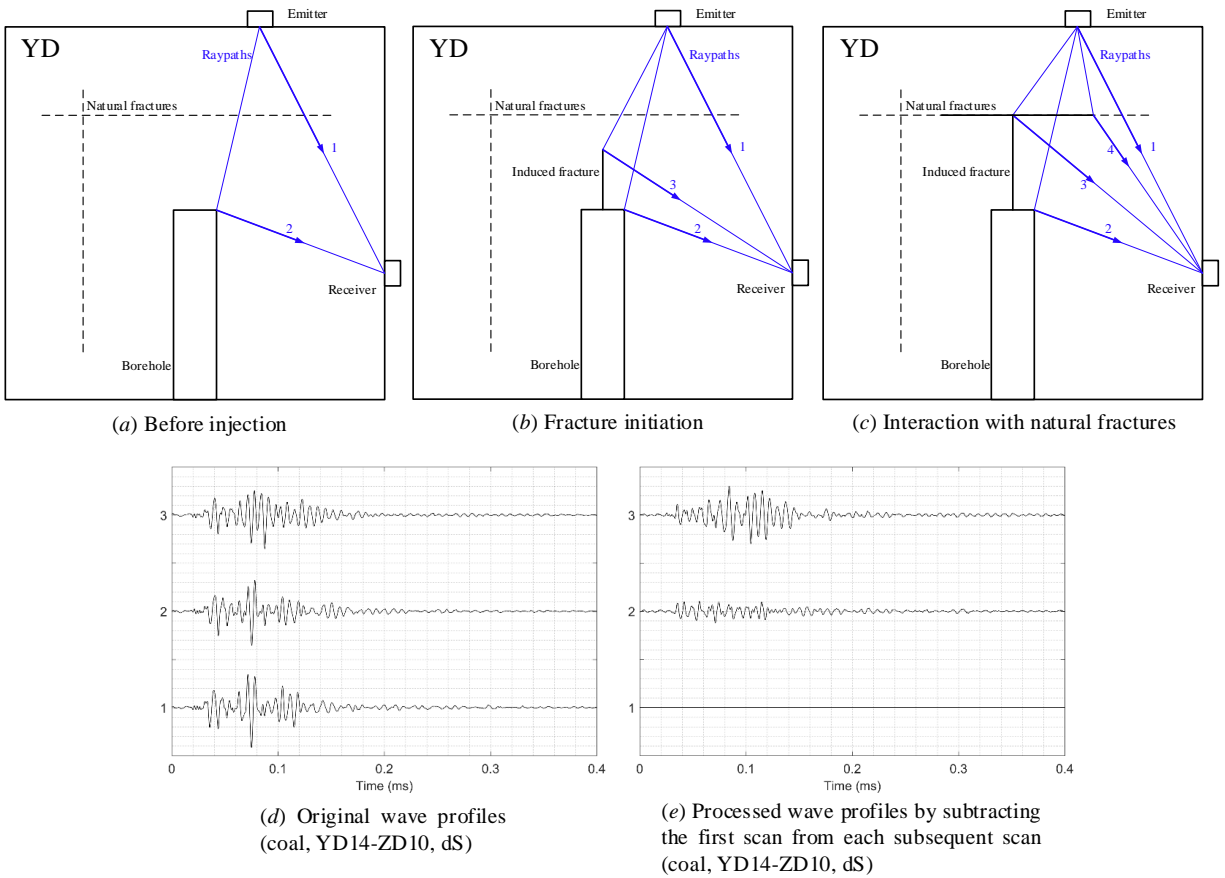 Emitter
YD
Raypaths
Natural fractures
1
2
Receiver
Borehole
(a) Before injection
Emitter
YD
Raypaths
Natural fractures
1
Induced fracture
3
2
Receiver
Borehole
(b) Fracture initiation
Emitter
YD
Raypaths
Natural fractures
1
4
Induced fracture
3
2
Receiver
Borehole
(c) Interaction with natural fractures
3
2
1
0 0.1 0.2 0.3 0.4
Time (ms)
(d) Original wave profiles
(coal, YD14-ZD10, dS)
3
2
1
0 0.1 0.2 0.3 0.4
Time (ms)
(e) Processed wave profiles by subtracting
the first scan from each subsequent scan
(coal, YD14-ZD10, dS)